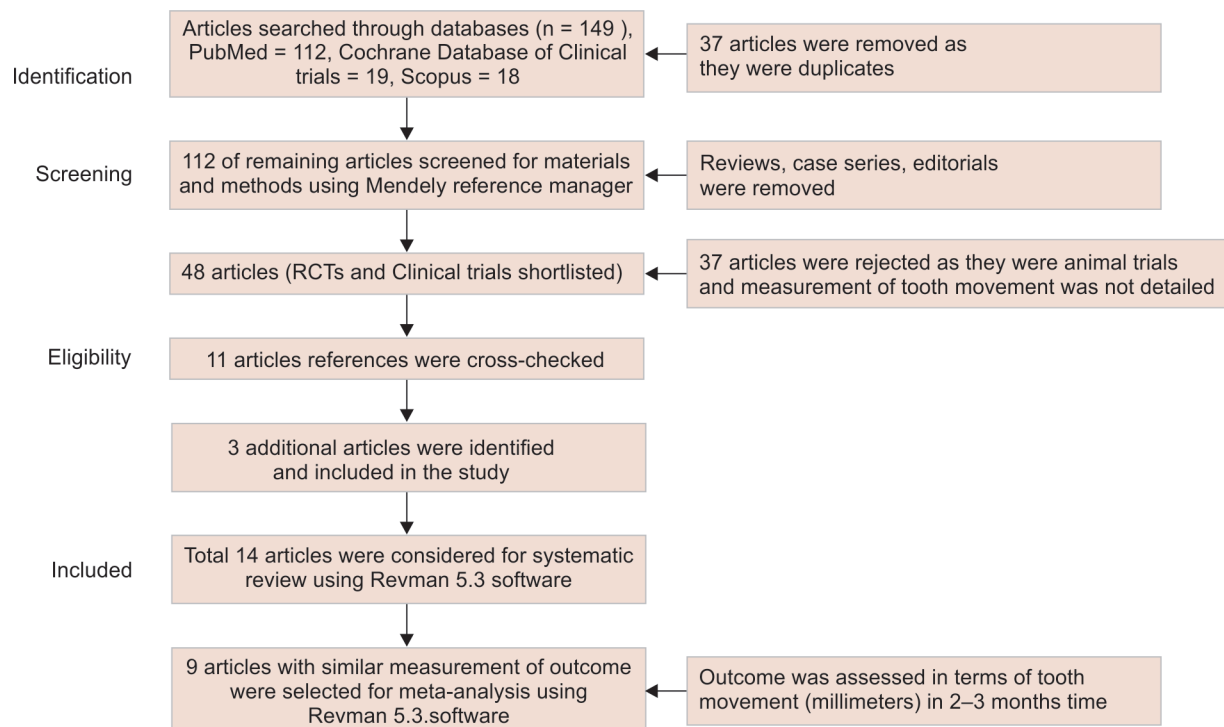 Identification
Articles searched through databases (n = 149 ),
PubMed = 112, Cochrane Database of Clinical
trials = 19, Scopus = 18
37 articles were removed as
they were duplicates
Screening
112 of remaining articles screened for materials
and methods using Mendely reference manager
Reviews, case series, editorials
were removed
48 articles (RCTs and Clinical trials shortlisted)
37 articles were rejected as they were animal trials
and measurement of tooth movement was not detailed
Eligibility
11 articles references were cross-checked
3 additional articles were identified
and included in the study
Included
Total 14 articles were considered for systematic
review using Revman 5.3 software
9 articles with similar measurement of outcome
were selected for meta-analysis using
Revman 5.3.software
Outcome was assessed in terms of tooth
movement (millimeters) in 2–3 months time